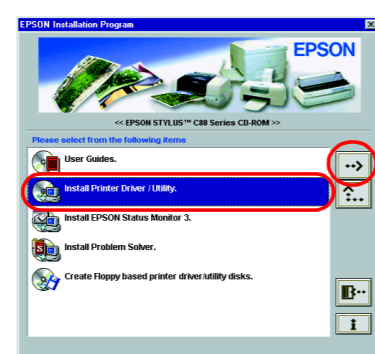 EPSON Installation Program
EPSON
<< EPSON STYLUS™ C80 Series CD-ROM >>
Please select from the following items
User Guides.
Install Printer Driver / Utility.
Install EPSON Status Monitor 3.
Install Problem Solver.
Create Floppy based printer driver/utility disks.